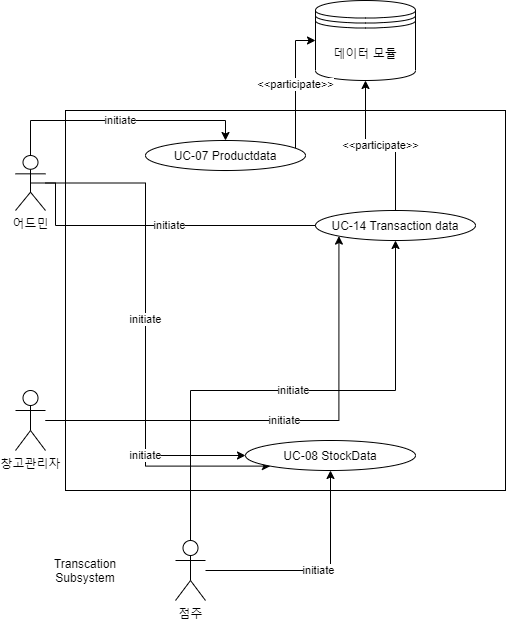 데이터 모듈
<<participate>>
initiate
<<participate>>
UC-07 Productdata
어드민
initiate
UC-14 Transaction data
initiate
initiate
initiate
창고관리자
initiate
UC-08 StockData
Transcation
Subsystem
initiate
점주